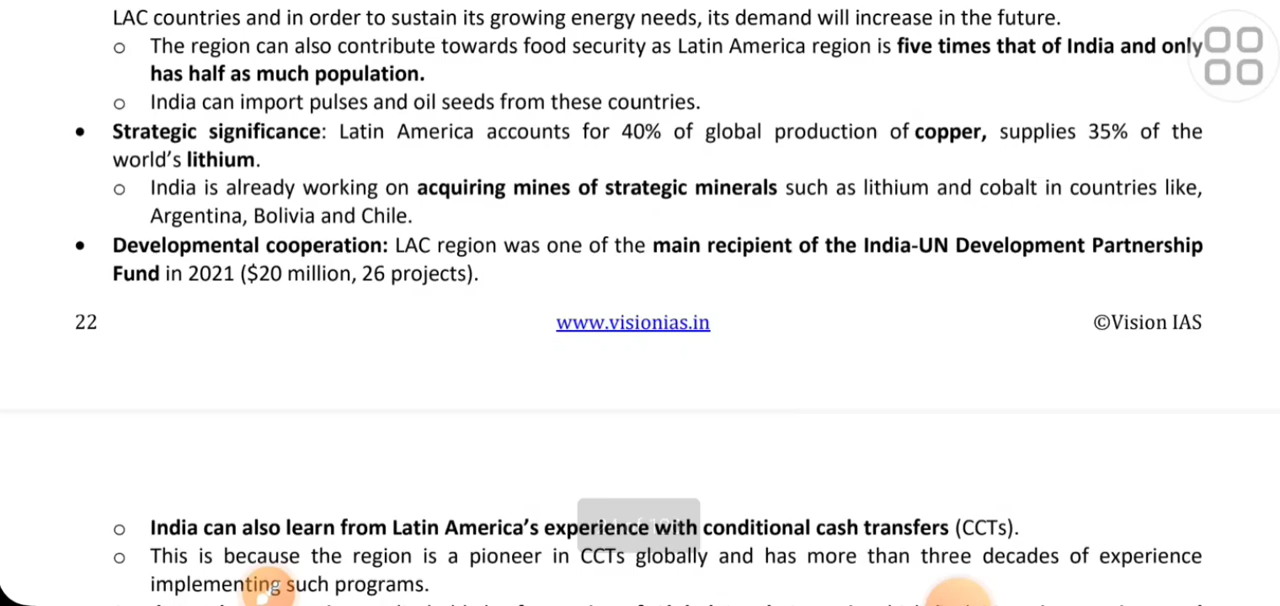 LAC countries and in order to sustain its growing energy needs, its demand will increase in the future.
o The region can also contribute towards food security as Latin America region is five times that of India and only
has half as much population.
o India can import pulses and oil seeds from these countries.
• Strategic significance: Latin America accounts for 40% of global production of copper, supplies 35% of the
world's lithium.
o India is already working on acquiring mines of strategic minerals such as lithium and cobalt in countries like,
Argentina, Bolivia and Chile.
• Developmental cooperation: LAC region was one of the main recipient of the India-UN Development Partnership
Fund in 2021 ($20 million, 26 projects).
22 www.visionias.in ©Vision IAS
o India can also learn from Latin America's experience with conditional cash transfers (CCTs).
o This is because the region is a pioneer in CCTs globally and has more than three decades of experience
implementing such programs.